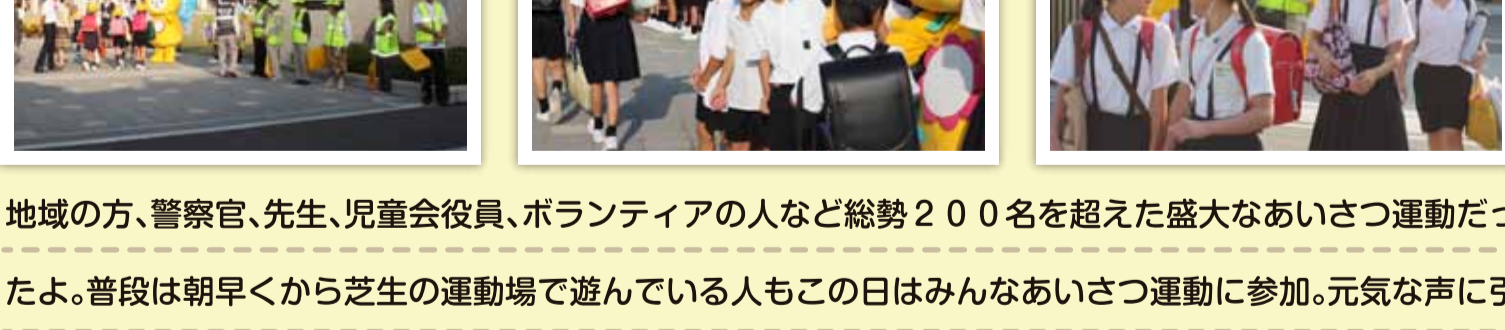 地域の方、警察官、先生、児童会役員、ボランティアの人など総勢２００名を超えた盛大なあいさつ運動だっ
たよ。普段は朝早くから芝生の運動場で遊んでいる人もこの日はみんなあいさつ運動に参加。元気な声に引